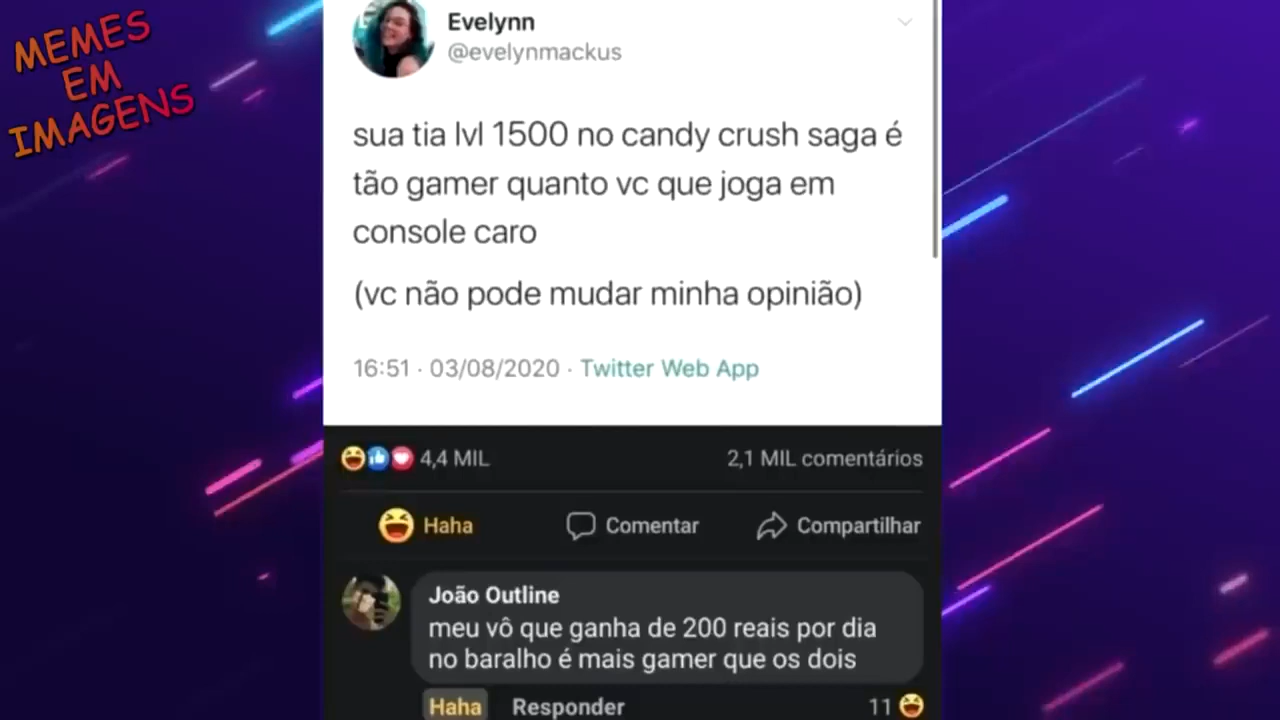 MEMES
EM
IMAGENS
Evelynn
@evelynmackus
sua tia lvl 1500 no candy crush saga é
tão gamer quanto vc que joga em
console caro
(vc não pode mudar minha opinião)
16:51 · 03/08/2020 · Twitter Web App
4,4 MIL 2,1 MIL comentários
Haha Comentar Compartilhar
João Outline
meu vô que ganha de 200 reais por dia
no baralho é mais gamer que os dois
Haha Responder 11